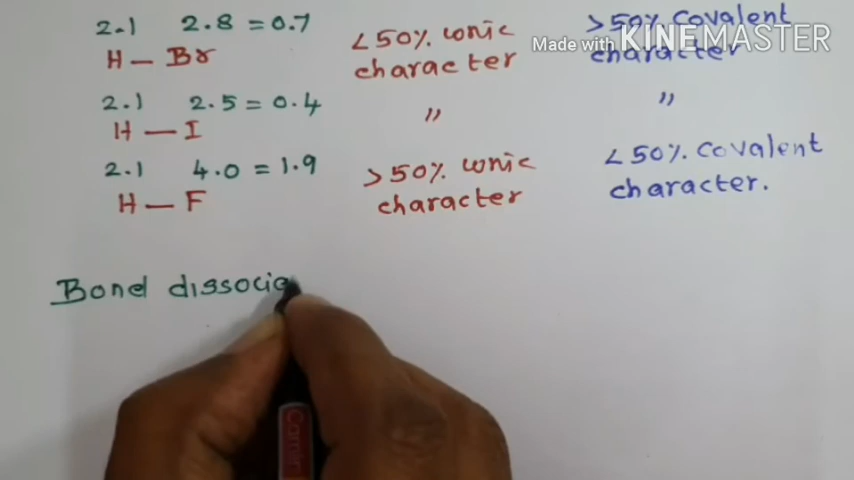 2.1 2.8 = 0.7
H — Br
< 50% ionic
character
> 50% Covalent
character
Made with KINEMASTER
2.1 2.5 = 0.4
H — I
"
"
2.1 4.0 = 1.9
H — F
> 50% ionic
character
< 50% Covalent
character.
Bond dissocia
Camlin